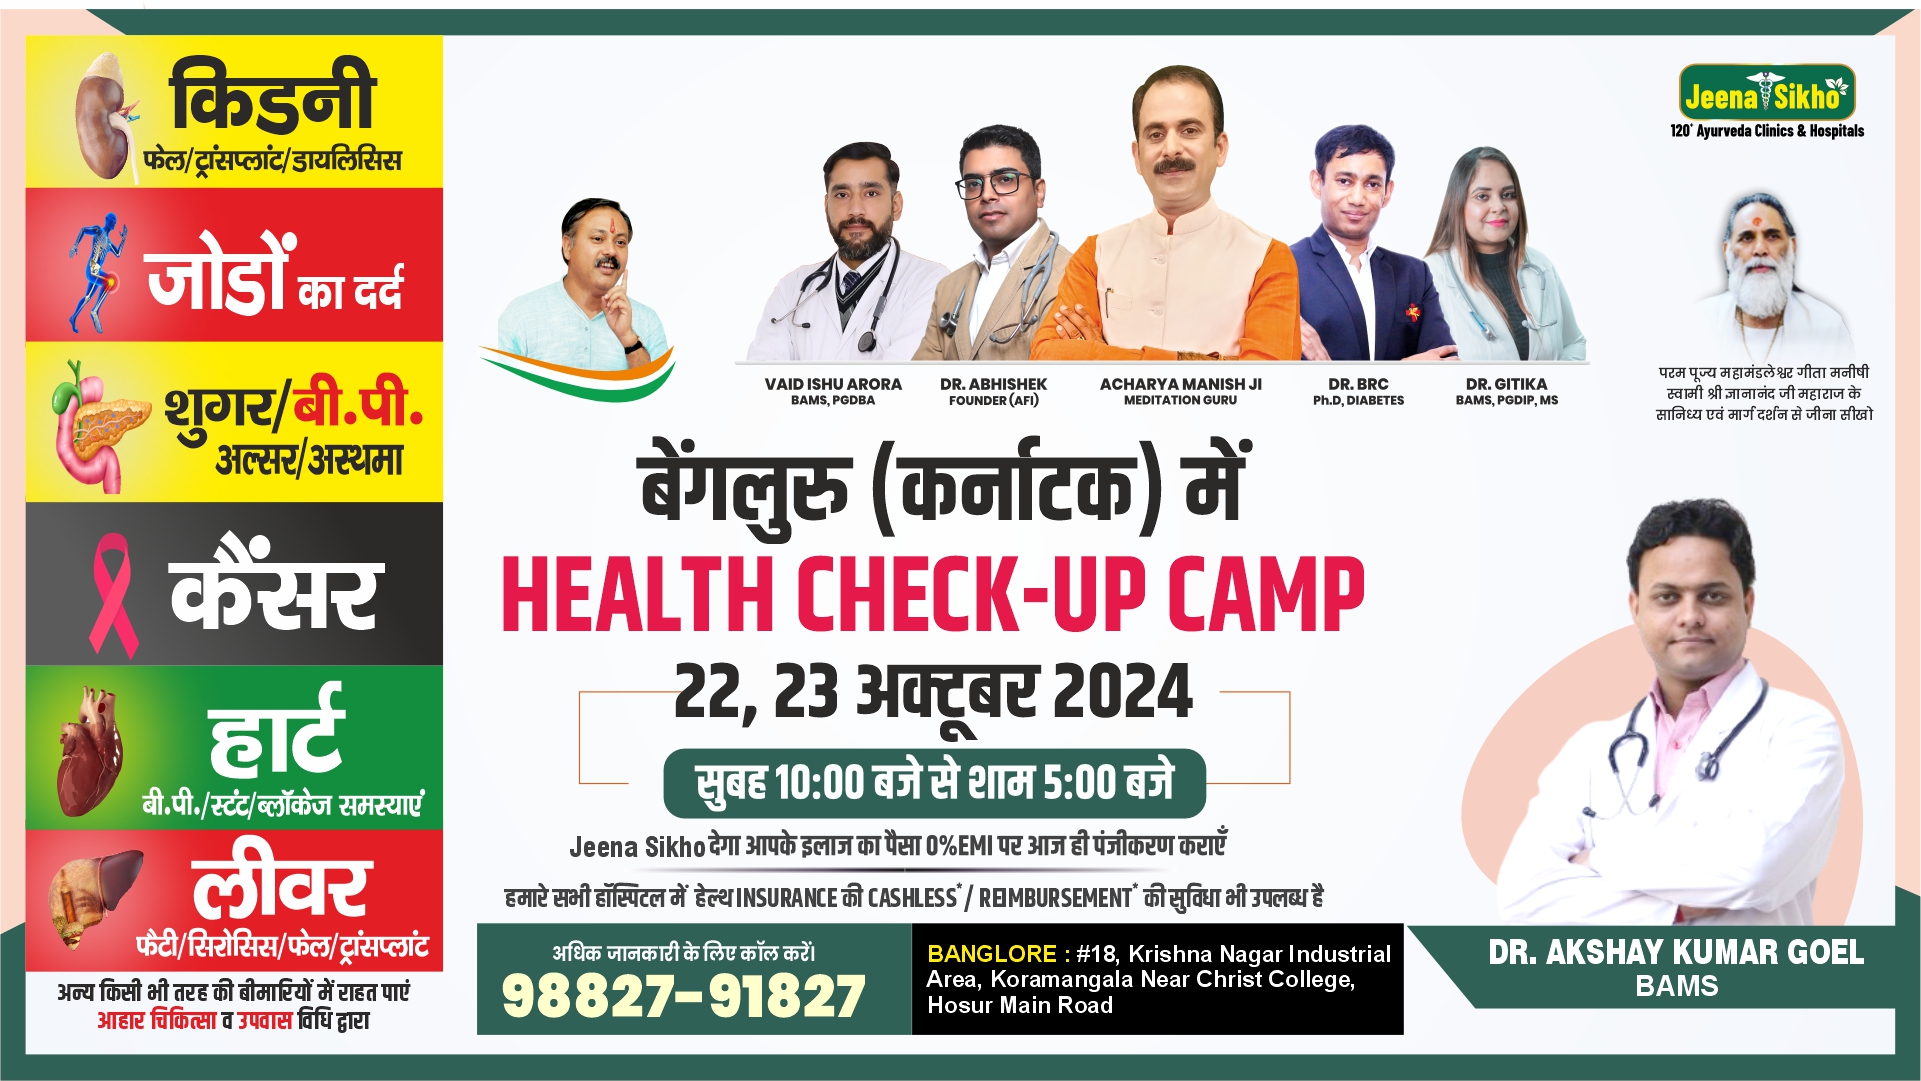 किडनी
फेल/ट्रांसप्लांट/डायलिसिस
जोडों का दर्द
शुगर/बी.पी.
अल्सर/अस्थमा
कैंसर
हार्ट
बी.पी./स्टंट/ब्लॉकेज समस्याएं
लीवर
फैटी/सिरोसिस/फेल/ट्रांसप्लांट
अन्य किसी भी तरह की बीमारियों में राहत पाएं
आहार चिकित्सा व उपवास विधि द्वारा
Jeena Sikho
120+ Ayurveda Clinics & Hospitals
VAID ISHU ARORA
BAMS, PGDBA
DR. ABHISHEK
FOUNDER (AFI)
ACHARYA MANISH JI
MEDITATION GURU
DR. BRC
Ph.D, DIABETES
DR. GITIKA
BAMS, PGDIP, MS
परम पूज्य महामंडलेश्वर गीता मनीषी
स्वामी श्री ज्ञानानंद जी महाराज के
सानिध्य एवं मार्ग दर्शन से जीना सीखो
बेंगलुरु (कर्नाटक) में
HEALTH CHECK-UP CAMP
22, 23 अक्टूबर 2024
सुबह 10:00 बजे से शाम 5:00 बजे
Jeena Sikho देगा आपके इलाज का पैसा 0%EMI पर आज ही पंजीकरण कराएँ
हमारे सभी हॉस्पिटल में हेल्थ INSURANCE की CASHLESS* / REIMBURSEMENT* की सुविधा भी उपलब्ध है
अधिक जानकारी के लिए कॉल करें।
98827-91827
BANGLORE : #18, Krishna Nagar Industrial
Area, Koramangala Near Christ College,
Hosur Main Road
DR. AKSHAY KUMAR GOEL
BAMS